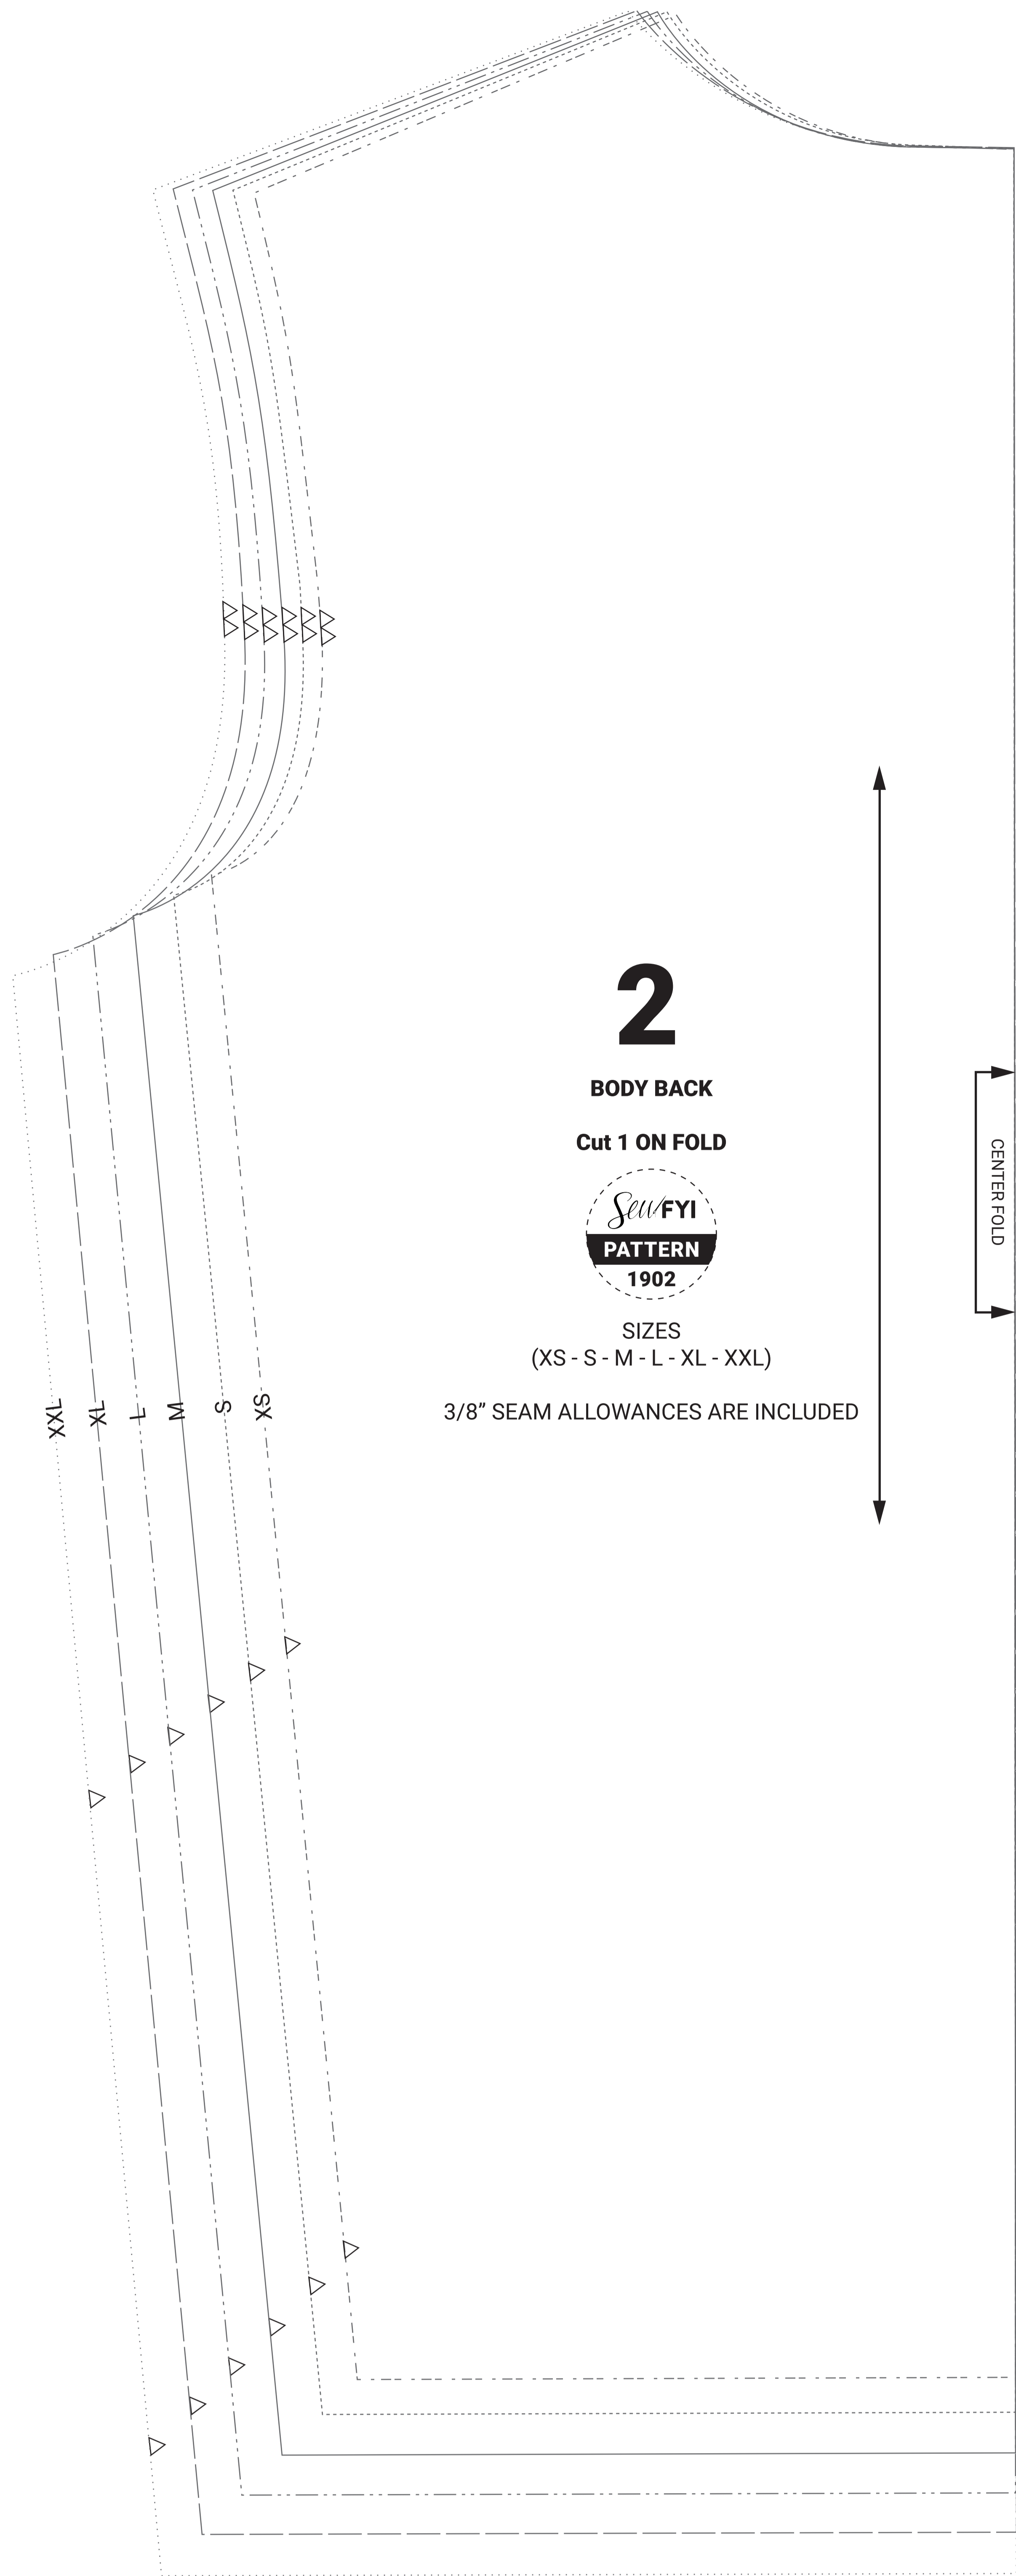 2
BODY BACK
Cut 1 ON FOLD
Sew FYI
PATTERN
1902
SIZES
(XS - S - M - L - XL - XXL)
3/8” SEAM ALLOWANCES ARE INCLUDED
CENTER FOLD
XXL
XL
L
M
S
XS